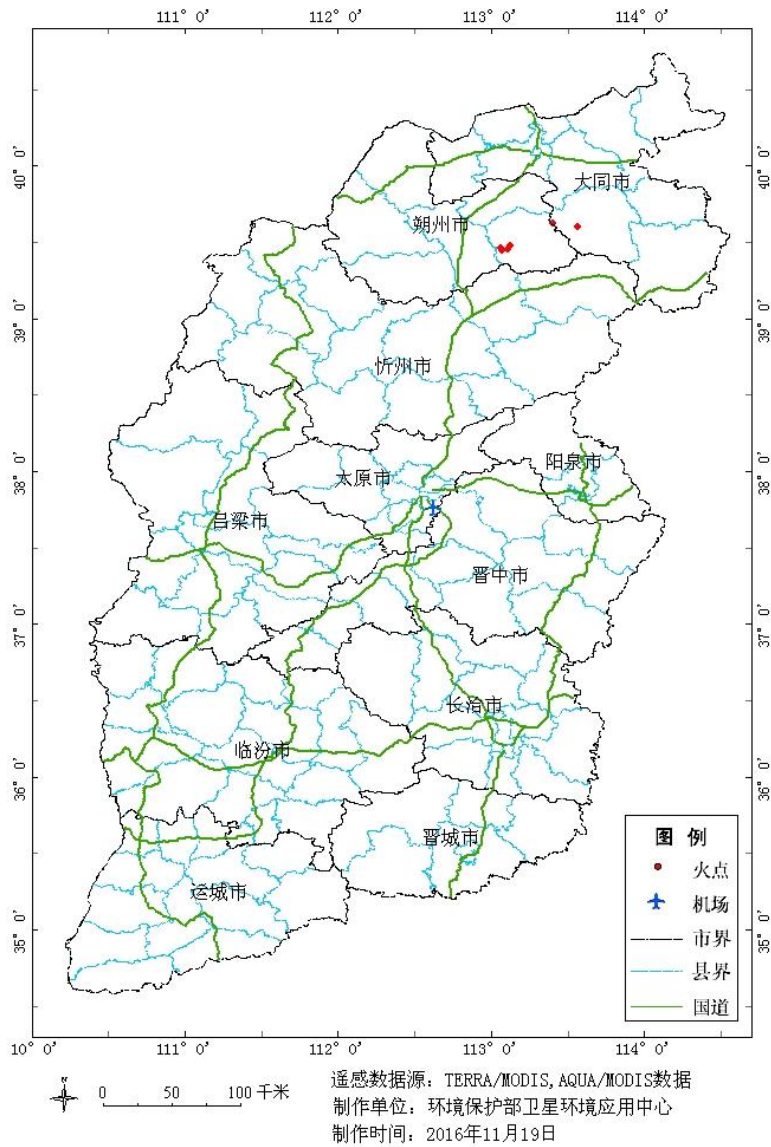 111° 0′ 112° 0′ 113° 0′ 114° 0′
40° 0′ 40° 0′
大同市
朔州市
39° 0′ 39° 0′
忻州市
阳泉市
太原市
38° 0′ 38° 0′
吕梁市
晋中市
37° 0′ 37° 0′
长治市
临汾市
36° 0′ 36° 0′
晋城市
运城市
35° 0′ 35° 0′
图 例
火点
机场
市界
县界
国道
10° 0′ 111° 0′ 112° 0′ 113° 0′ 114° 0′
N
0 50 100 千米
遥感数据源：TERRA/MODIS,AQUA/MODIS数据
制作单位：环境保护部卫星环境应用中心
制作时间：2016年11月19日